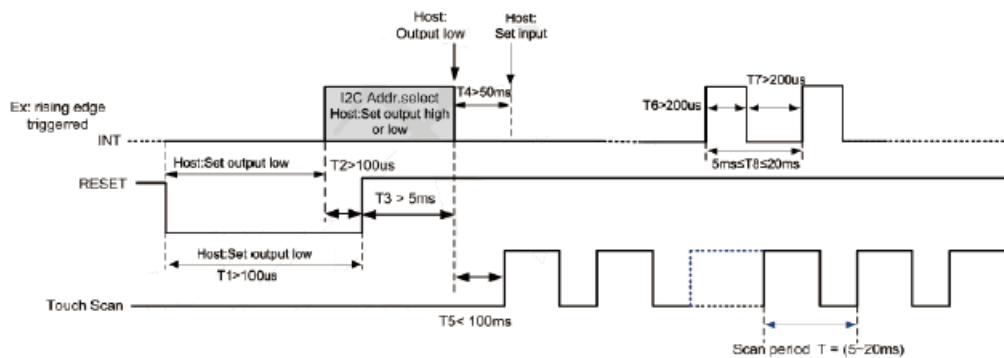 Host:
Output low
Host:
Set input
Ex: rising edge
triggerred
INT
I2C Addr.select
Host:Set output high
or low
T4>50ms
T7>200us
T6>200us
5ms≤T8≤20ms
Host:Set output low
T2>100us
RESET
T3 > 5ms
Host:Set output low
T1>100us
Touch Scan
T5< 100ms
Scan period T = (5~20ms)